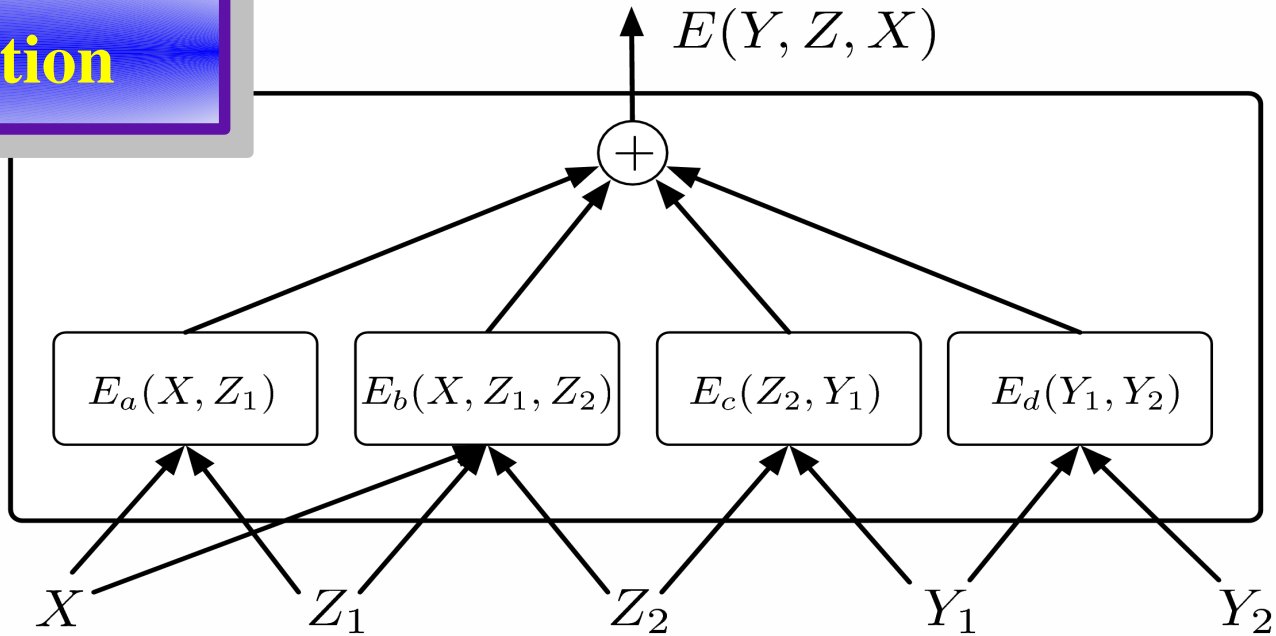 tion
E(Y, Z, X)
+
E_a(X, Z_1)
E_b(X, Z_1, Z_2)
E_c(Z_2, Y_1)
E_d(Y_1, Y_2)
X
Z_1
Z_2
Y_1
Y_2